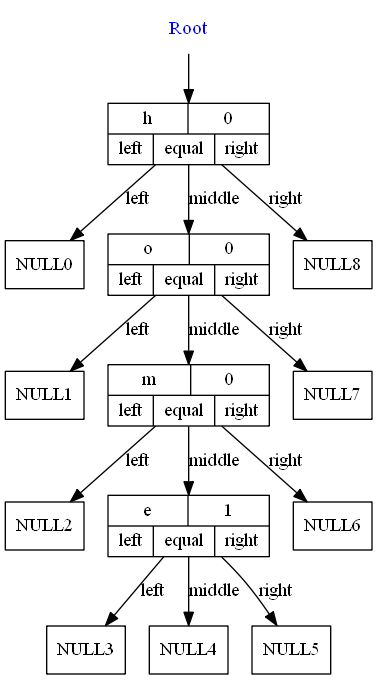 Root
h 0
left equal right
left middle right
NULL0 o 0 NULL8
left equal right
left middle right
NULL1 m 0 NULL7
left equal right
left middle right
NULL2 e 1 NULL6
left equal right
left middle right
NULL3 NULL4 NULL5